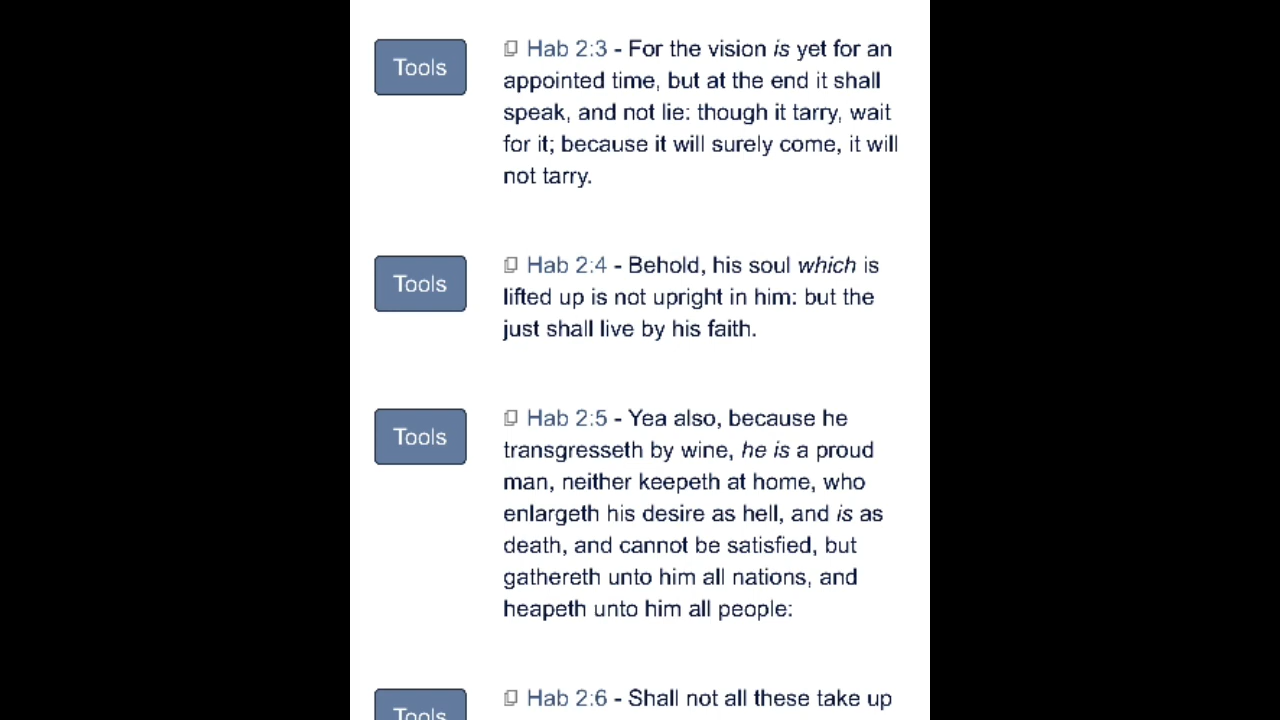 Tools
Hab 2:3 - For the vision is yet for an
appointed time, but at the end it shall
speak, and not lie: though it tarry, wait
for it; because it will surely come, it will
not tarry.
Tools
Hab 2:4 - Behold, his soul which is
lifted up is not upright in him: but the
just shall live by his faith.
Tools
Hab 2:5 - Yea also, because he
transgresseth by wine, he is a proud
man, neither keepeth at home, who
enlargeth his desire as hell, and is as
death, and cannot be satisfied, but
gathereth unto him all nations, and
heapeth unto him all people:
Tools
Hab 2:6 - Shall not all these take up